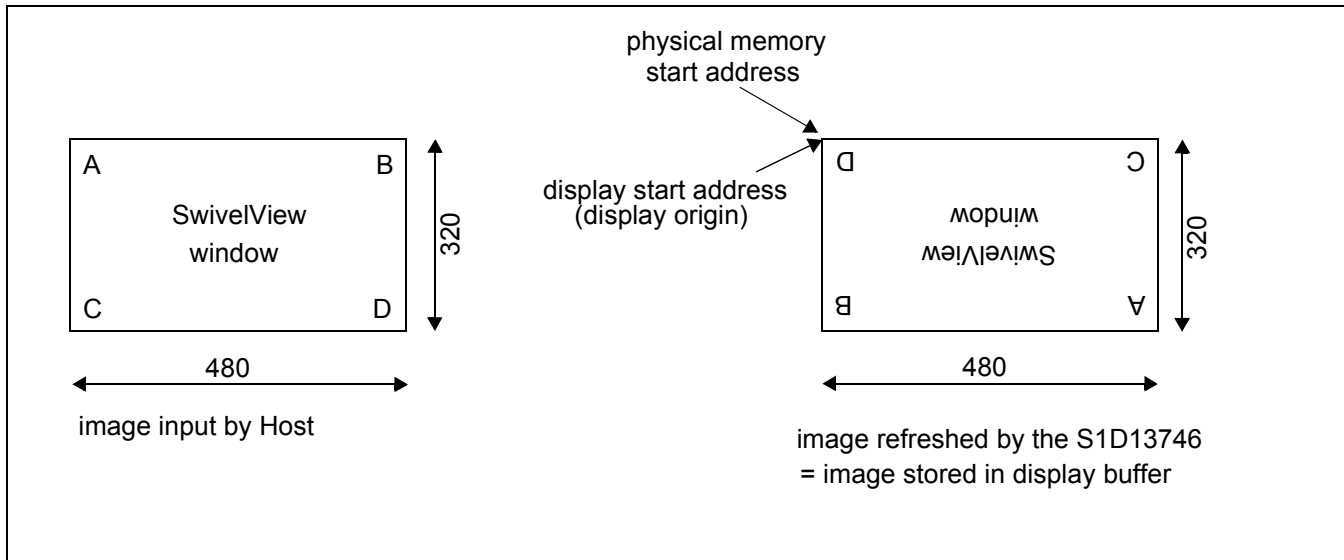 physical memory
start address
A
B
SwivelView
window
C
D
320
480
image input by Host
display start address
(display origin)
D
C
window
SwivelView
B
A
320
480
image refreshed by the S1D13746
= image stored in display buffer